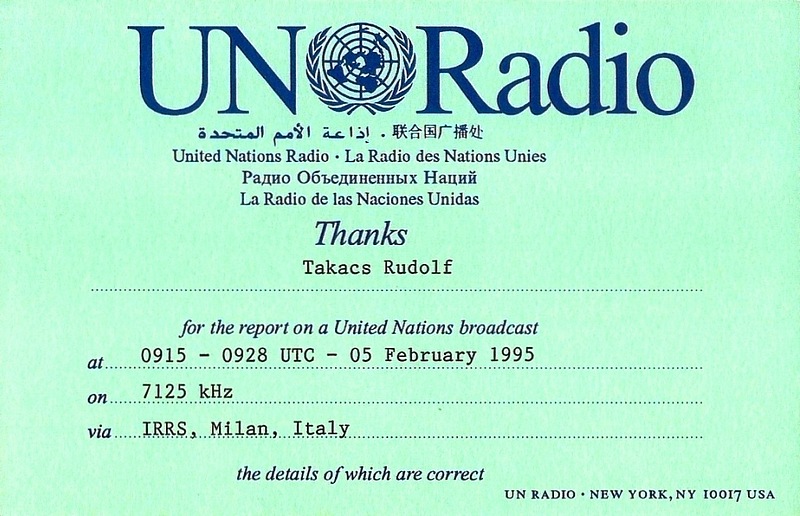 UN Radio
إذاعة الأمم المتحدة · 联合国广播处
United Nations Radio · La Radio des Nations Unies
Радио Объединенных Наций
La Radio de las Naciones Unidas
Thanks
Takacs Rudolf
for the report on a United Nations broadcast
at 0915 - 0928 UTC - 05 February 1995
on 7125 kHz
via IRRS, Milan, Italy
the details of which are correct
UN RADIO · NEW YORK, NY 10017 USA